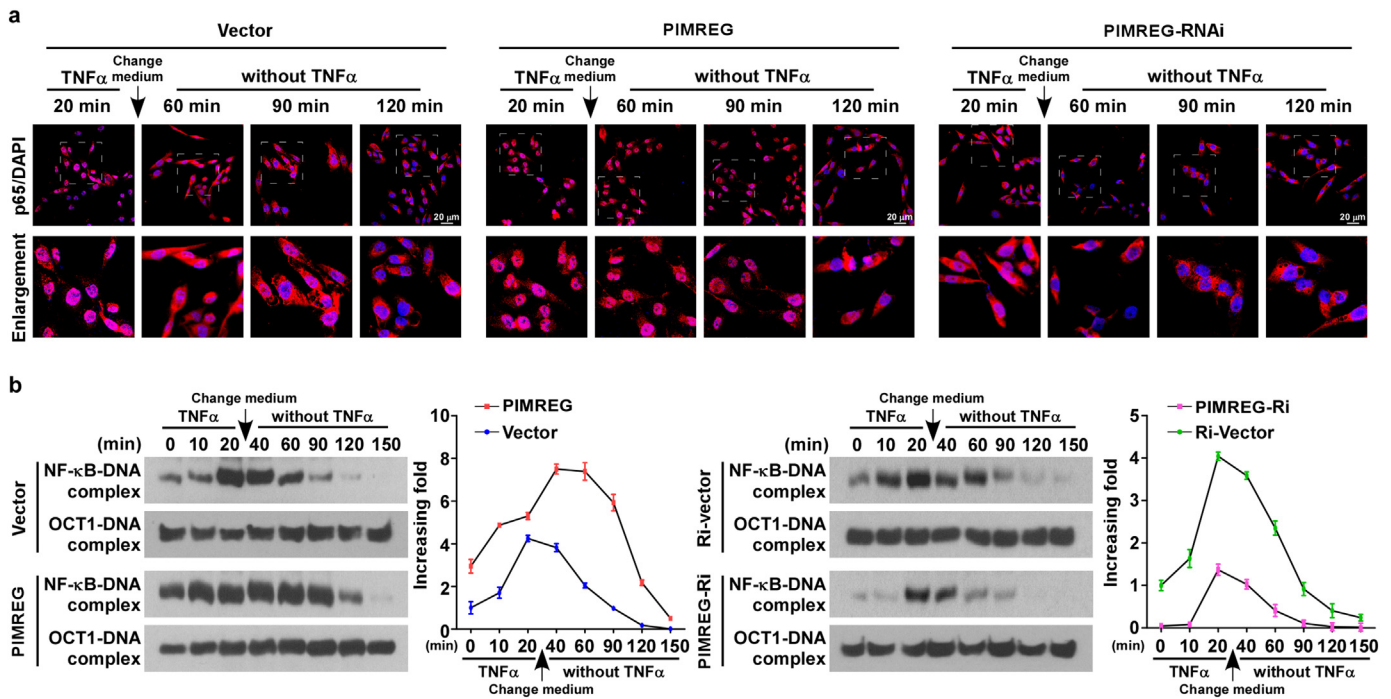 a
Vector
PIMREG
PIMREG-RNAi
TNFα
Change medium
without TNFα
TNFα
Change medium
without TNFα
TNFα
Change medium
without TNFα
20 min
60 min
90 min
120 min
20 min
60 min
90 min
120 min
20 min
60 min
90 min
120 min
p65/DAPI
20 µm
20 µm
20 µm
Enlargement
b
Change medium
TNFα
without TNFα
(min) 0 10 20 40 60 90 120 150
Vector
NF-κB-DNA
complex
OCT1-DNA
complex
PIMREG
NF-κB-DNA
complex
OCT1-DNA
complex
PIMREG
Vector
Increasing fold
10
8
6
4
2
0
(min)
0 10 20 40 60 90 120 150
TNFα
without TNFα
Change medium
Change medium
TNFα
without TNFα
(min) 0 10 20 40 60 90 120 150
Ri-vector
NF-κB-DNA
complex
OCT1-DNA
complex
PIMREG-Ri
NF-κB-DNA
complex
OCT1-DNA
complex
PIMREG-Ri
Ri-Vector
Increasing fold
5
4
3
2
1
0
(min)
0 10 20 40 60 90 120 150
TNFα
without TNFα
Change medium